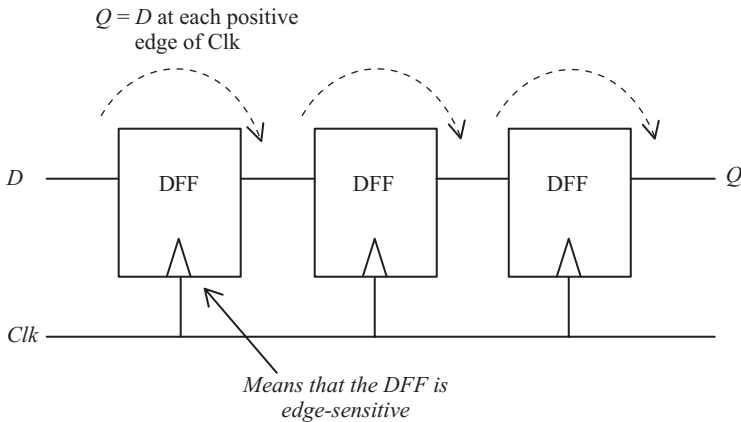 Q = D at each positive
edge of Clk
D
DFF
DFF
DFF
Q
Clk
Means that the DFF is
edge-sensitive